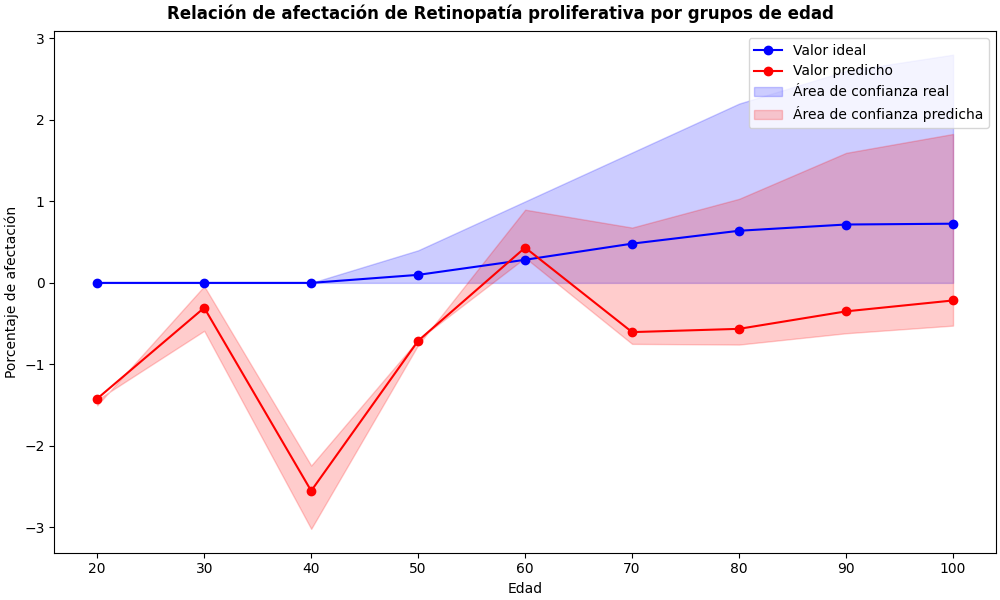 Relación de afectación de Retinopatía proliferativa por grupos de edad
Porcentaje de afectación
3
2
1
0
−1
−2
−3
Valor ideal
Valor predicho
Área de confianza real
Área de confianza predicha
20 30 40 50 60 70 80 90 100
Edad